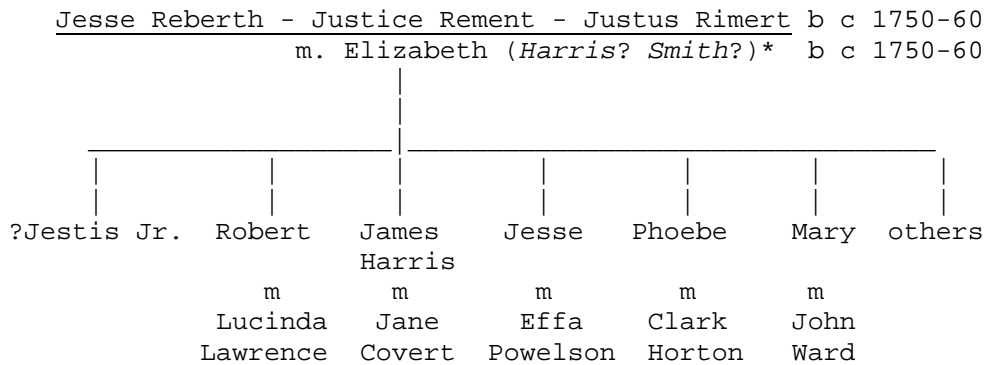 Jesse Reberth - Justice Rement - Justus Rimert b c 1750-60
m. Elizabeth (Harris? Smith?)* b c 1750-60
?Jestis Jr. Robert James Jesse Phoebe Mary others
Harris
m m m m m
Lucinda Jane Effa Clark John
Lawrence Covert Powelson Horton Ward